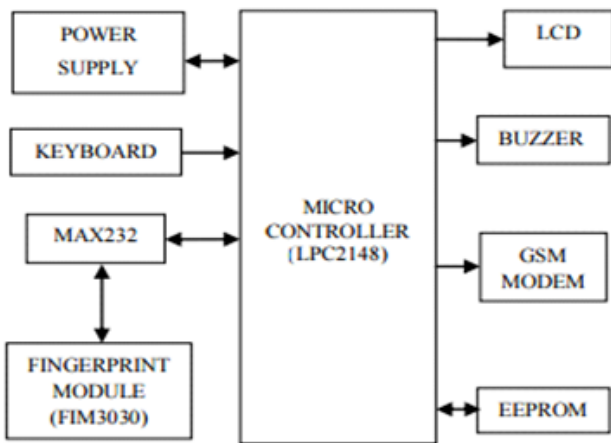 POWER
SUPPLY
KEYBOARD
MAX232
FINGERPRINT
MODULE
(FIM3030)
MICRO
CONTROLLER
(LPC2148)
LCD
BUZZER
GSM
MODEM
EEPROM